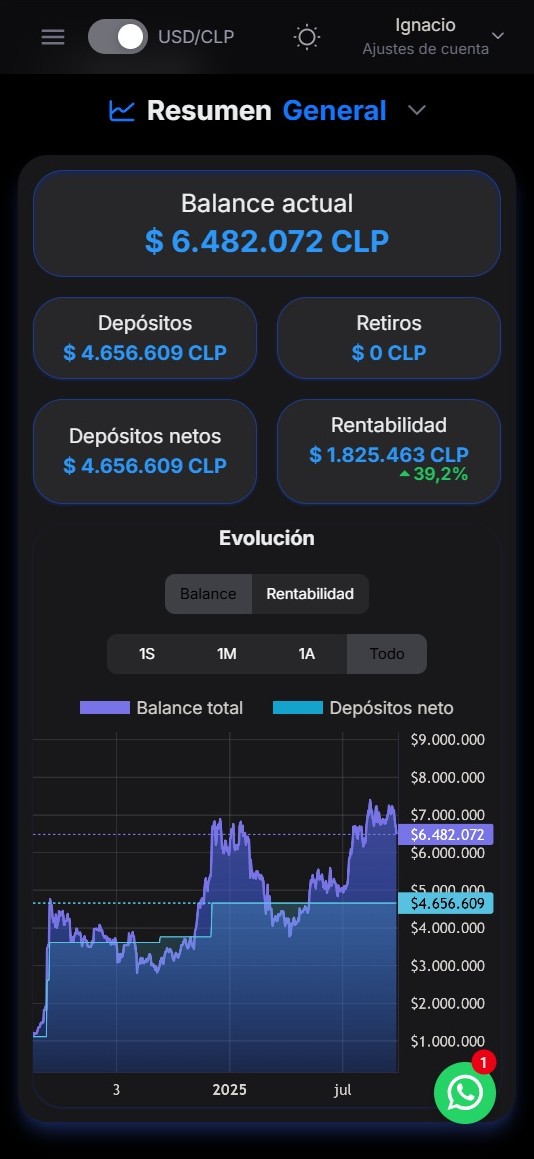 USD/CLP
Ignacio
Ajustes de cuenta
Resumen General
Balance actual
$ 6.482.072 CLP
Depósitos
$ 4.656.609 CLP
Retiros
$ 0 CLP
Depósitos netos
$ 4.656.609 CLP
Rentabilidad
$ 1.825.463 CLP
39,2%
Evolución
Balance Rentabilidad
1S 1M 1A Todo
Balance total Depósitos neto
$9.000.000
$8.000.000
$7.000.000
$6.482.072
$6.000.000
$5.000.000
$4.656.609
$4.000.000
$3.000.000
$2.000.000
$1.000.000
1
3 2025 jul